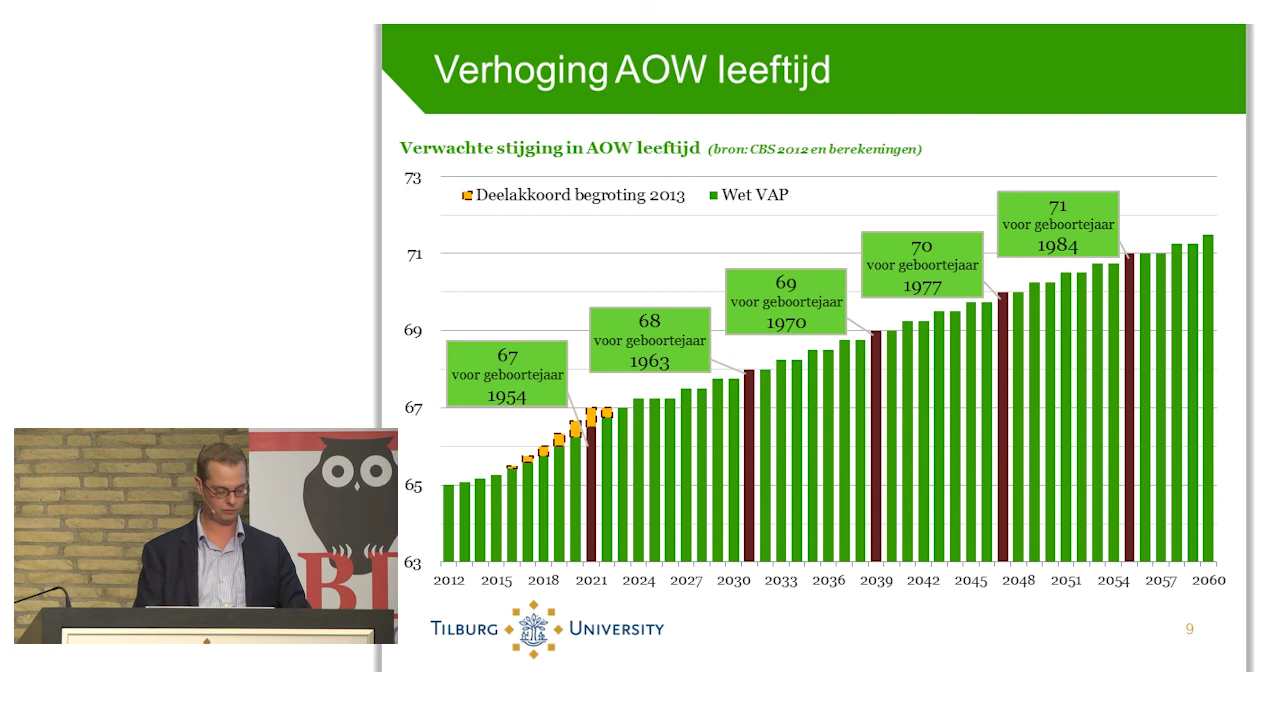 Verhoging AOW leeftijd
Verwachte stijging in AOW leeftijd (bron: CBS 2012 en berekeningen)
Deelakkoord begroting 2013
Wet VAP
73
71
69
67
65
63
67
voor geboortejaar
1954
68
voor geboortejaar
1963
69
voor geboortejaar
1970
70
voor geboortejaar
1977
71
voor geboortejaar
1984
2012 2015 2018 2021 2024 2027 2030 2033 2036 2039 2042 2045 2048 2051 2054 2057 2060
TILBURG UNIVERSITY
9